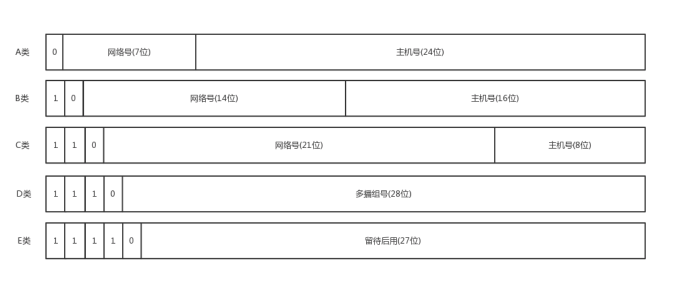 A类 0 网络号(7位) 主机号(24位)
B类 1 0 网络号(14位) 主机号(16位)
C类 1 1 0 网络号(21位) 主机号(8位)
D类 1 1 1 0 多播组号(28位)
E类 1 1 1 1 0 留待后用(27位)